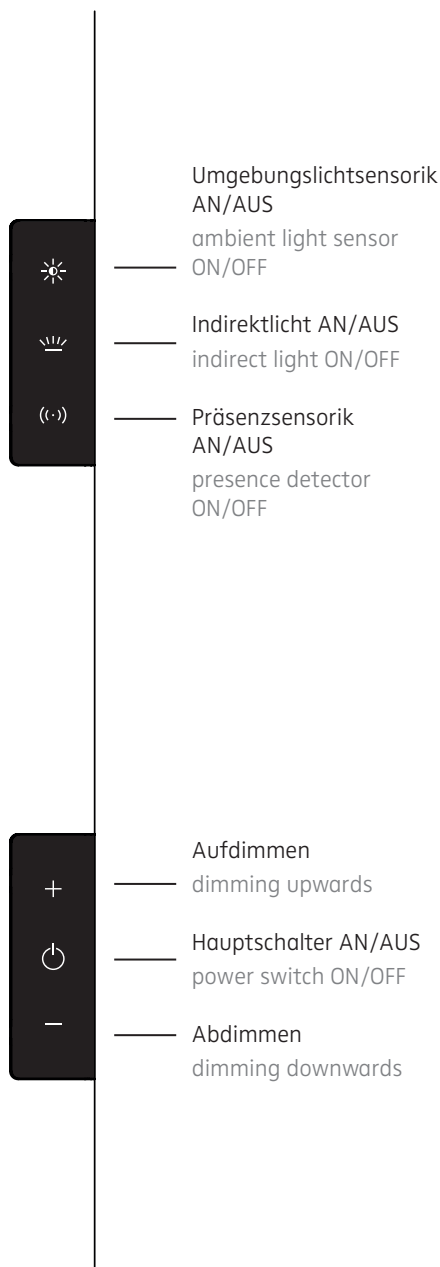 Umgebungslichtsensorik
AN/AUS
ambient light sensor
ON/OFF
Indirektlicht AN/AUS
indirect light ON/OFF
Präsenzsensorik
AN/AUS
presence detector
ON/OFF
Aufdimmen
dimming upwards
Hauptschalter AN/AUS
power switch ON/OFF
Abdimmen
dimming downwards